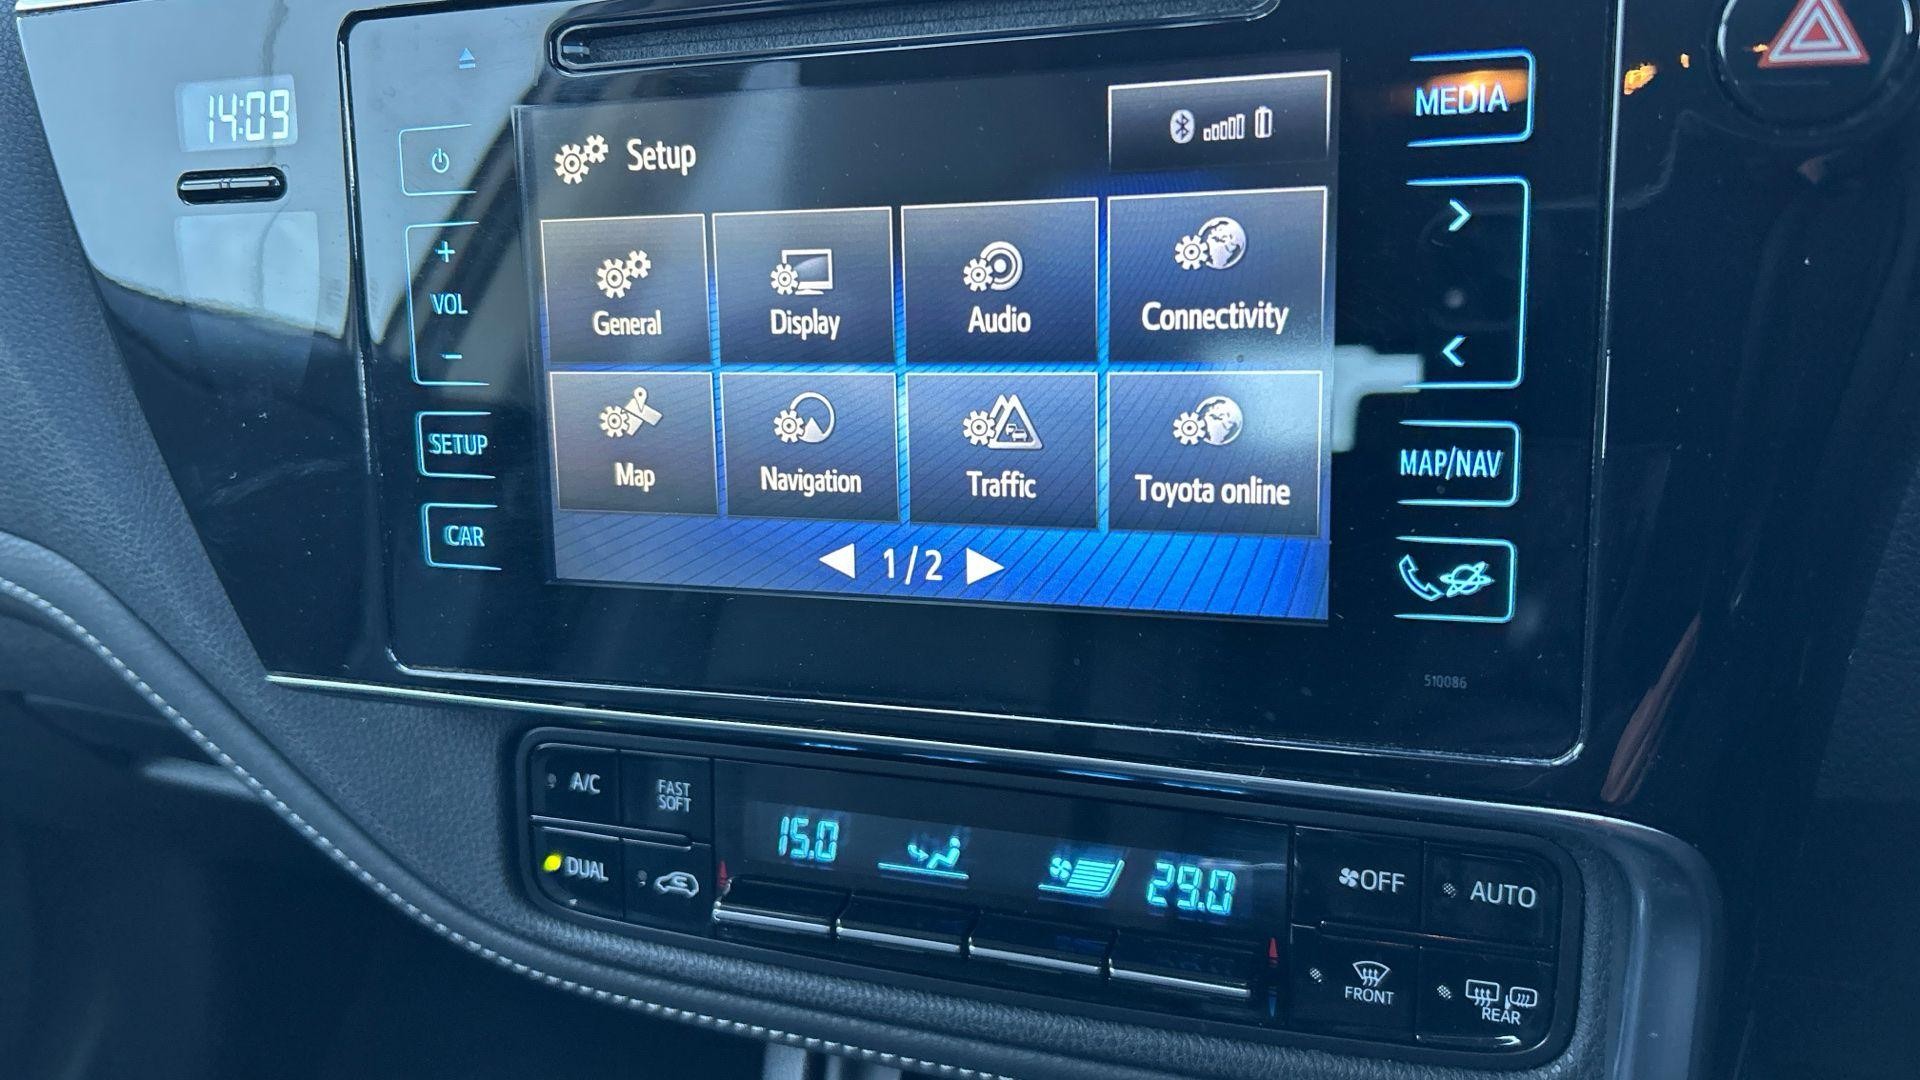 14:09
Setup
MEDIA
General
Display
Audio
Connectivity
+
VOL
-
Map
Navigation
Traffic
Toyota online
SETUP
MAP/NAV
CAR
1/2
510086
A/C
FAST
SOFT
DUAL
15.0
29.0
OFF
AUTO
FRONT
REAR